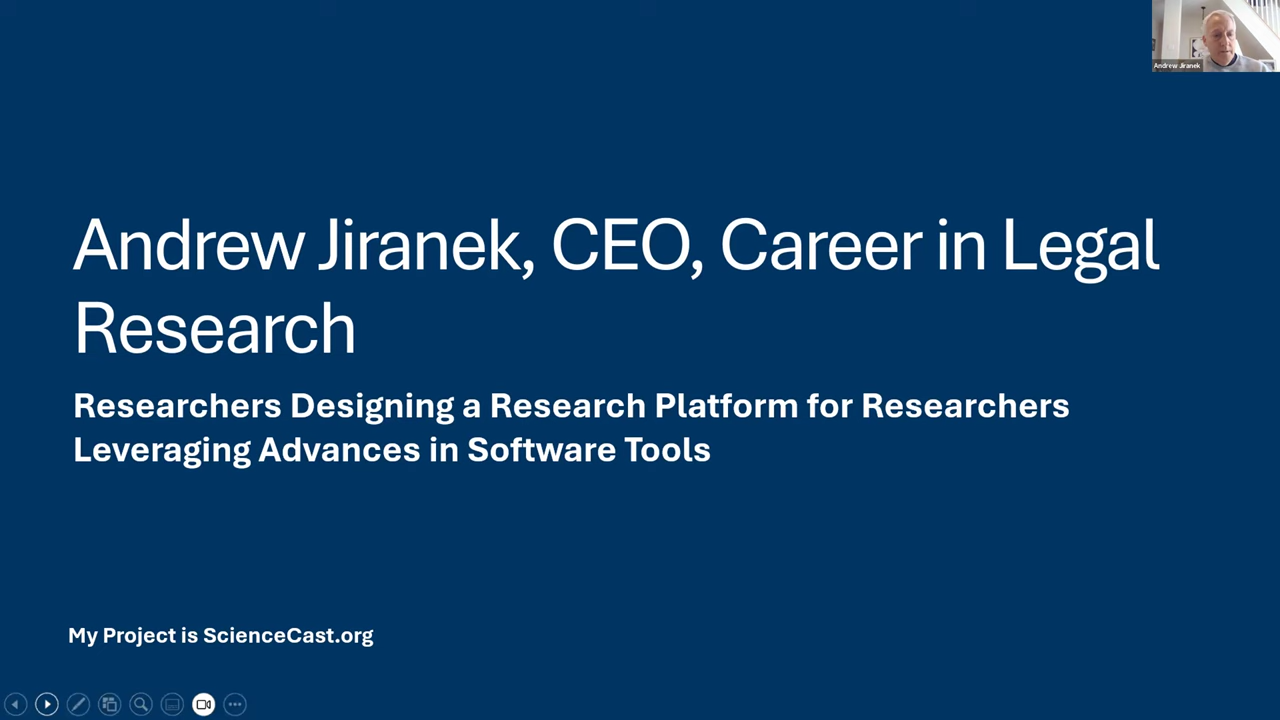 Andrew Jiranek
Andrew Jiranek, CEO, Career in Legal
Research
Researchers Designing a Research Platform for Researchers
Leveraging Advances in Software Tools
My Project is ScienceCast.org